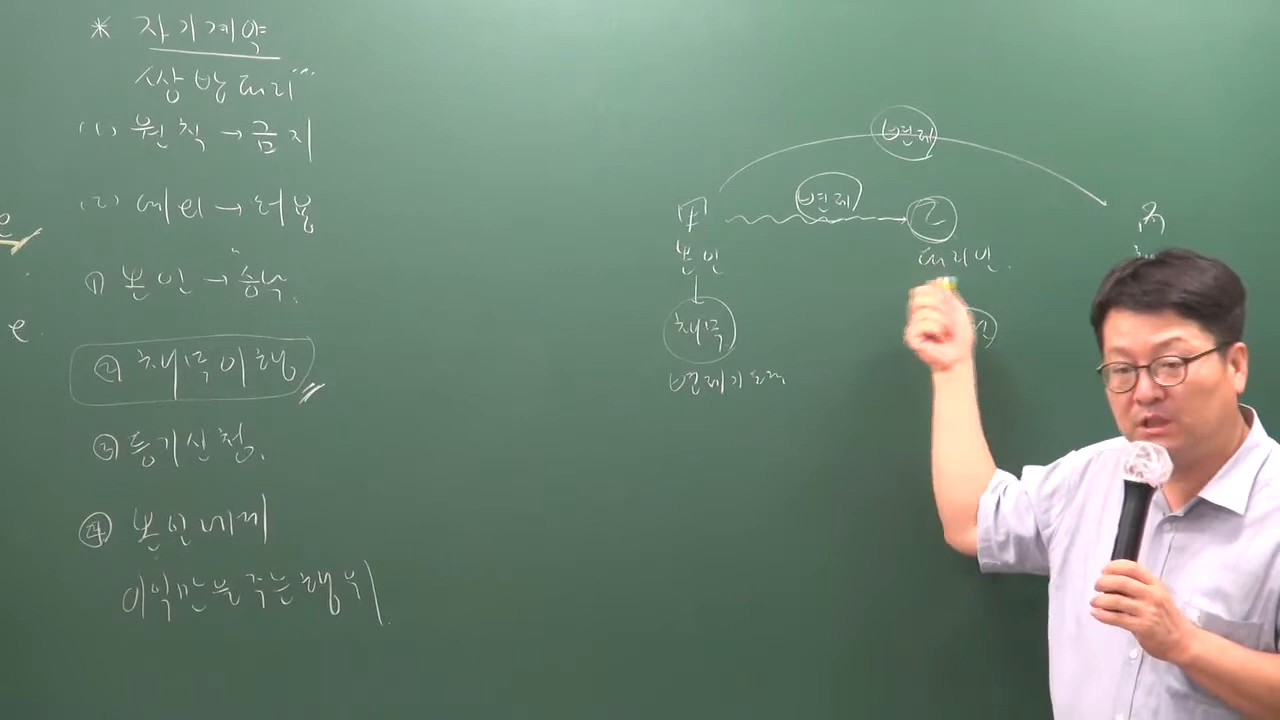 * 자기계약
쌍방대리
(1) 원칙 → 금지
(2) 예외 → 허용
① 본인 → 승낙.
② 채무이행
③ 등기신청.
④ 본인에게
이익만을 주는 행위.
변제
변제
甲
乙
본인
대리인.
채무
변제기 도래
e